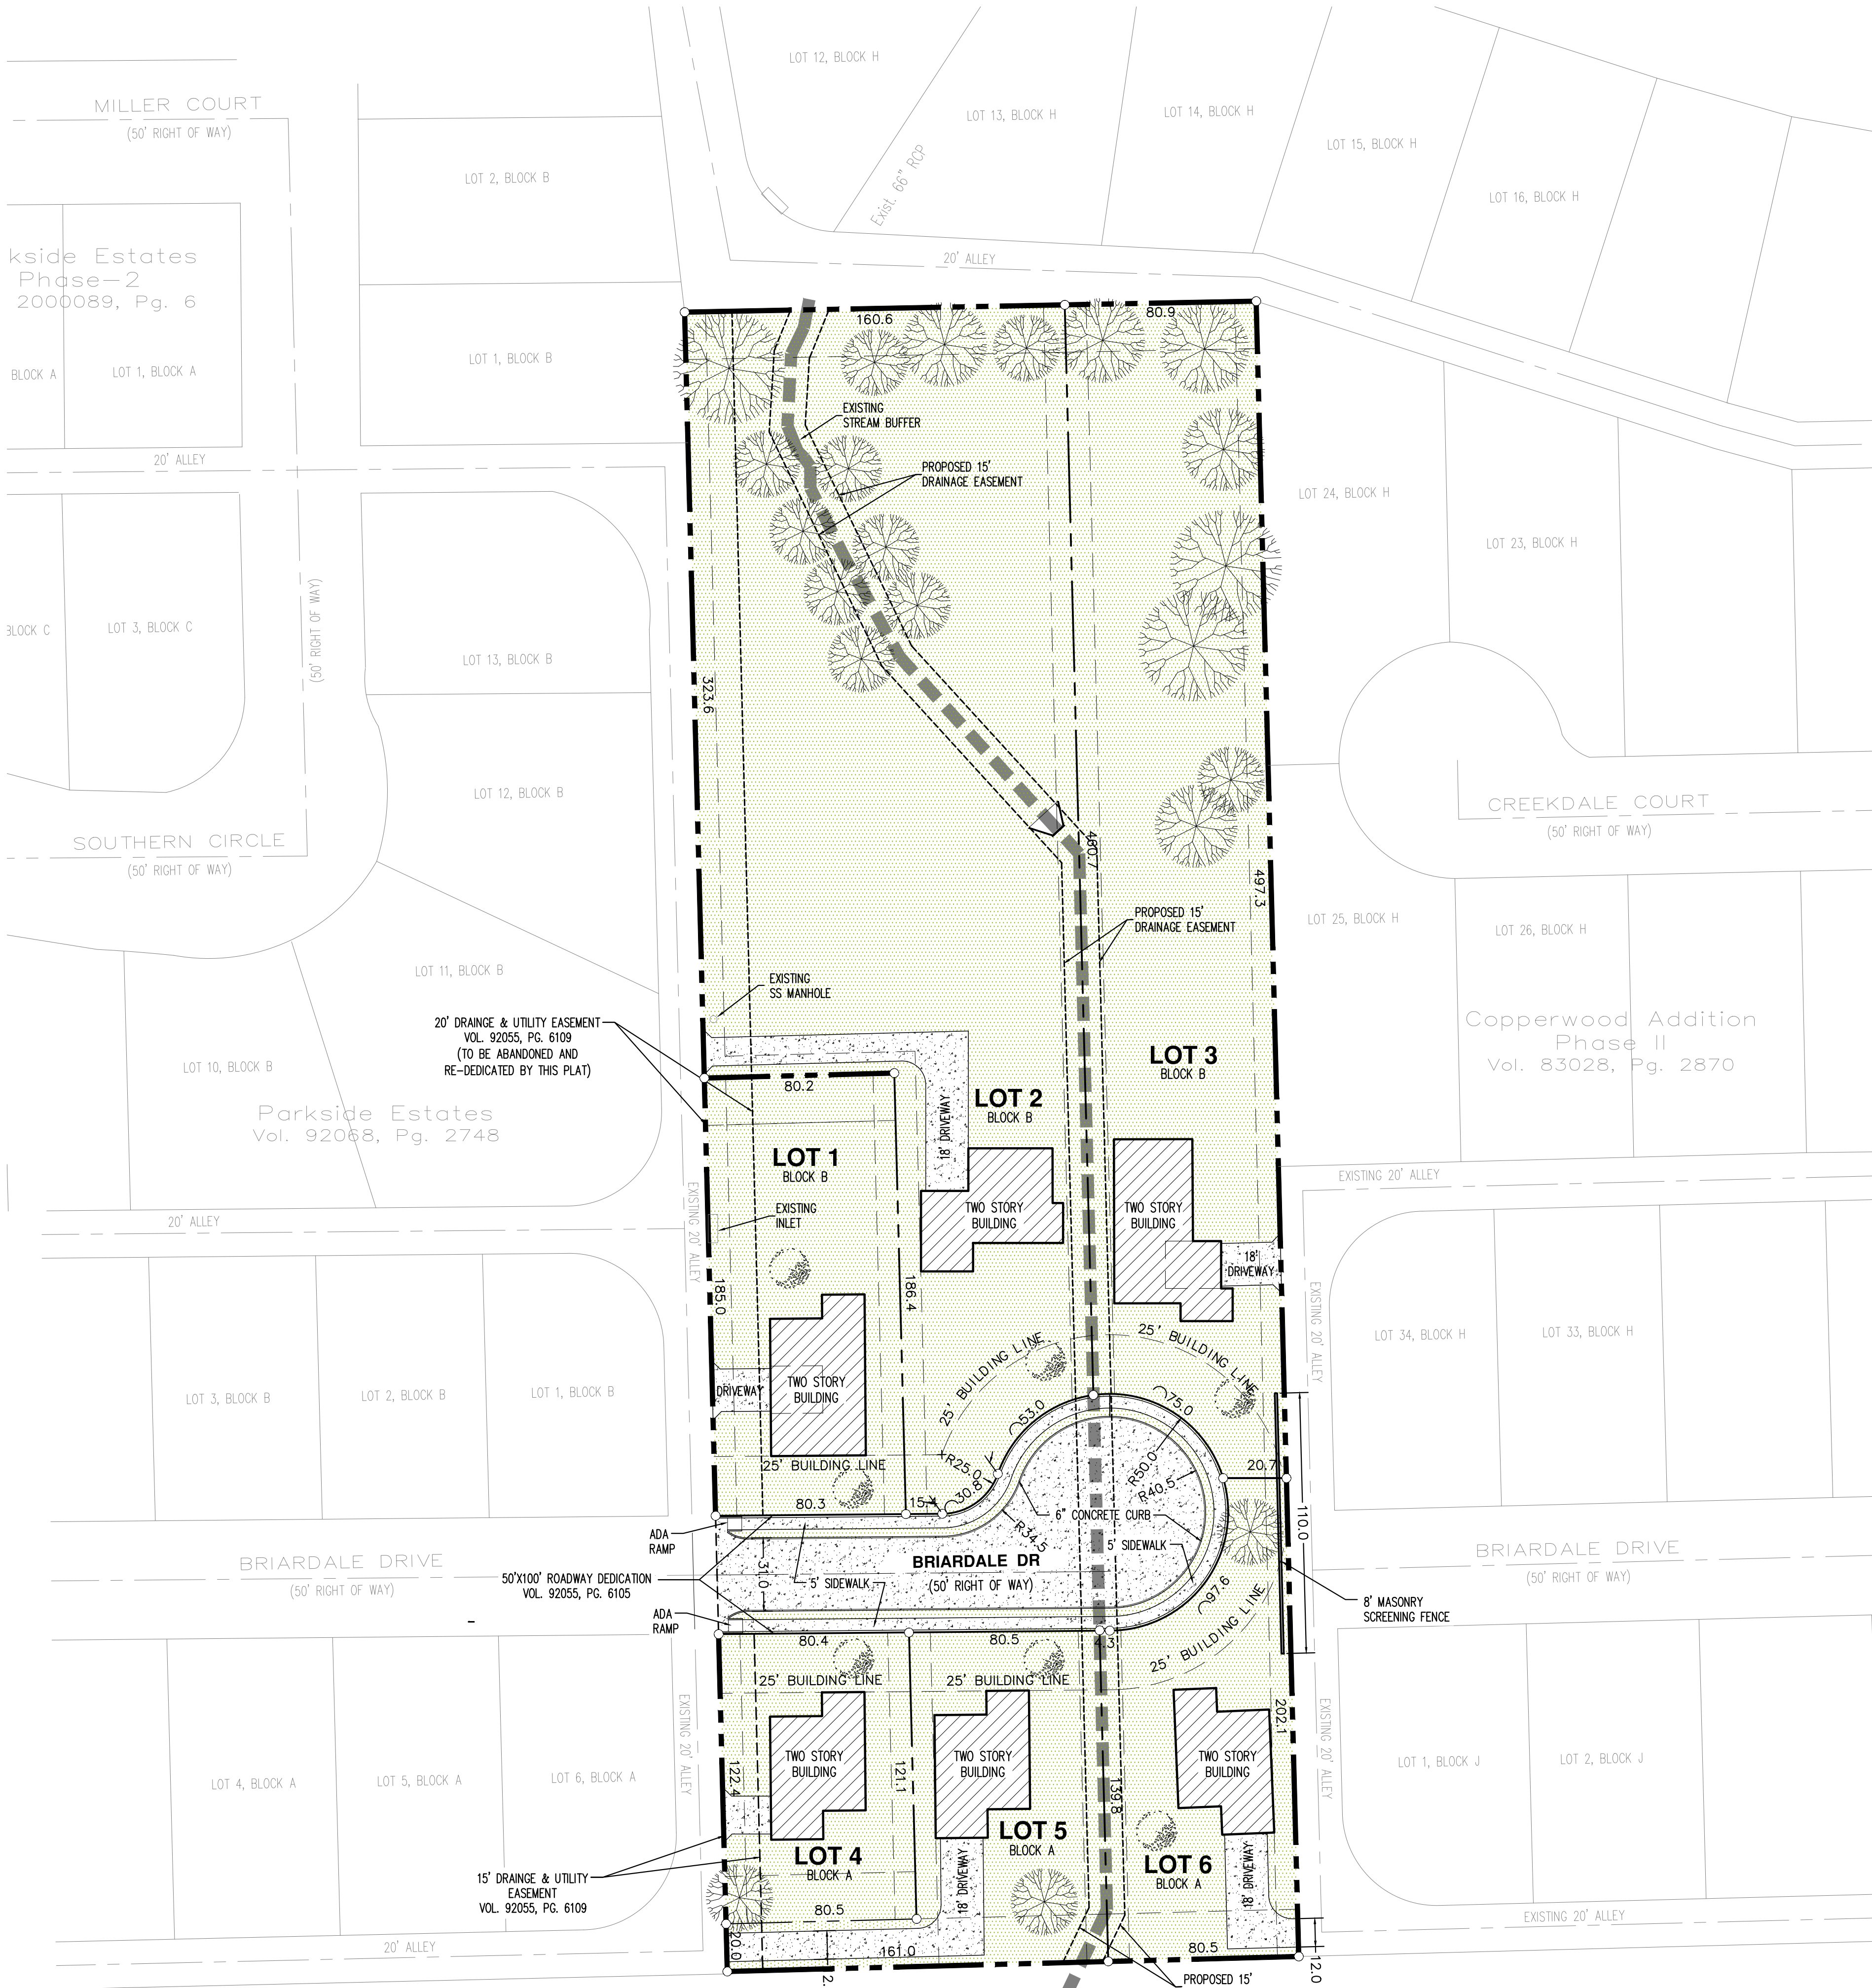 LOT 12, BLOCK H
MILLER COURT
(50' RIGHT OF WAY)
LOT 13, BLOCK H
LOT 14, BLOCK H
LOT 15, BLOCK H
LOT 16, BLOCK H
Exist. 66" RCP
LOT 2, BLOCK B
kside Estates
Phase-2
2000089, Pg. 6
20' ALLEY
160.6
80.9
BLOCK A
LOT 1, BLOCK A
LOT 1, BLOCK B
EXISTING
STREAM BUFFER
20' ALLEY
PROPOSED 15'
DRAINAGE EASEMENT
LOT 24, BLOCK H
LOT 23, BLOCK H
BLOCK C
LOT 3, BLOCK C
(50' RIGHT OF WAY)
LOT 13, BLOCK B
323.6
LOT 12, BLOCK B
SOUTHERN CIRCLE
(50' RIGHT OF WAY)
CREEKDALE COURT
(50' RIGHT OF WAY)
460.7
497.3
PROPOSED 15'
DRAINAGE EASEMENT
LOT 25, BLOCK H
LOT 26, BLOCK H
LOT 11, BLOCK B
EXISTING
SS MANHOLE
20' DRAINGE & UTILITY EASEMENT
VOL. 92055, PG. 6109
(TO BE ABANDONED AND
RE-DEDICATED BY THIS PLAT)
Copperwood Addition
Phase II
Vol. 83028, Pg. 2870
LOT 10, BLOCK B
Parkside Estates
Vol. 92068, Pg. 2748
80.2
LOT 3
BLOCK B
LOT 2
BLOCK B
18' DRIVEWAY
LOT 1
BLOCK B
EXISTING 20' ALLEY
EXISTING 20' ALLEY
20' ALLEY
EXISTING
INLET
TWO STORY
BUILDING
TWO STORY
BUILDING
18'
DRIVEWAY
185.0
186.4
EXISTING 20' ALLEY
LOT 34, BLOCK H
LOT 33, BLOCK H
25' BUILDING LINE
25' BUILDING LINE
LOT 3, BLOCK B
LOT 2, BLOCK B
LOT 1, BLOCK B
DRIVEWAY
TWO STORY
BUILDING
53.0
75.0
25' BUILDING LINE
R25.0
R50.0
R40.5
20.7
80.3
15.4
30.8
R34.5
6" CONCRETE CURB
110.0
ADA
RAMP
5' SIDEWALK
BRIARDALE DRIVE
(50' RIGHT OF WAY)
31.0
BRIARDALE DR
(50' RIGHT OF WAY)
BRIARDALE DRIVE
(50' RIGHT OF WAY)
50'X100' ROADWAY DEDICATION
VOL. 92055, PG. 6105
5' SIDEWALK
97.6
8' MASONRY
SCREENING FENCE
ADA
RAMP
80.4
80.5
4.3
25' BUILDING LINE
25' BUILDING LINE
25' BUILDING LINE
EXISTING 20' ALLEY
EXISTING 20' ALLEY
202.1
TWO STORY
BUILDING
TWO STORY
BUILDING
TWO STORY
BUILDING
LOT 4, BLOCK A
LOT 5, BLOCK A
LOT 6, BLOCK A
122.4
121.1
139.8
LOT 1, BLOCK J
LOT 2, BLOCK J
LOT 4
BLOCK A
LOT 5
BLOCK A
LOT 6
BLOCK A
15' DRAINGE & UTILITY
EASEMENT
VOL. 92055, PG. 6109
18' DRIVEWAY
18' DRIVEWAY
80.5
20' ALLEY
20.0
161.0
80.5
EXISTING 20' ALLEY
12.0
PROPOSED 15'